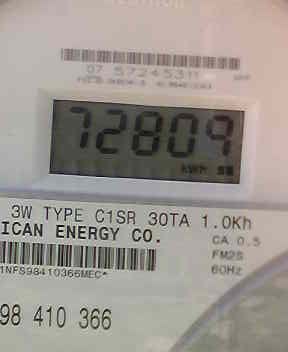 07 57245311
72809
KWH
3W TYPE C1SR 30TA 1.0Kh
ICAN ENERGY CO.
CA 0.5
FM2S
60Hz
1NFS98410366MEC*
98 410 366